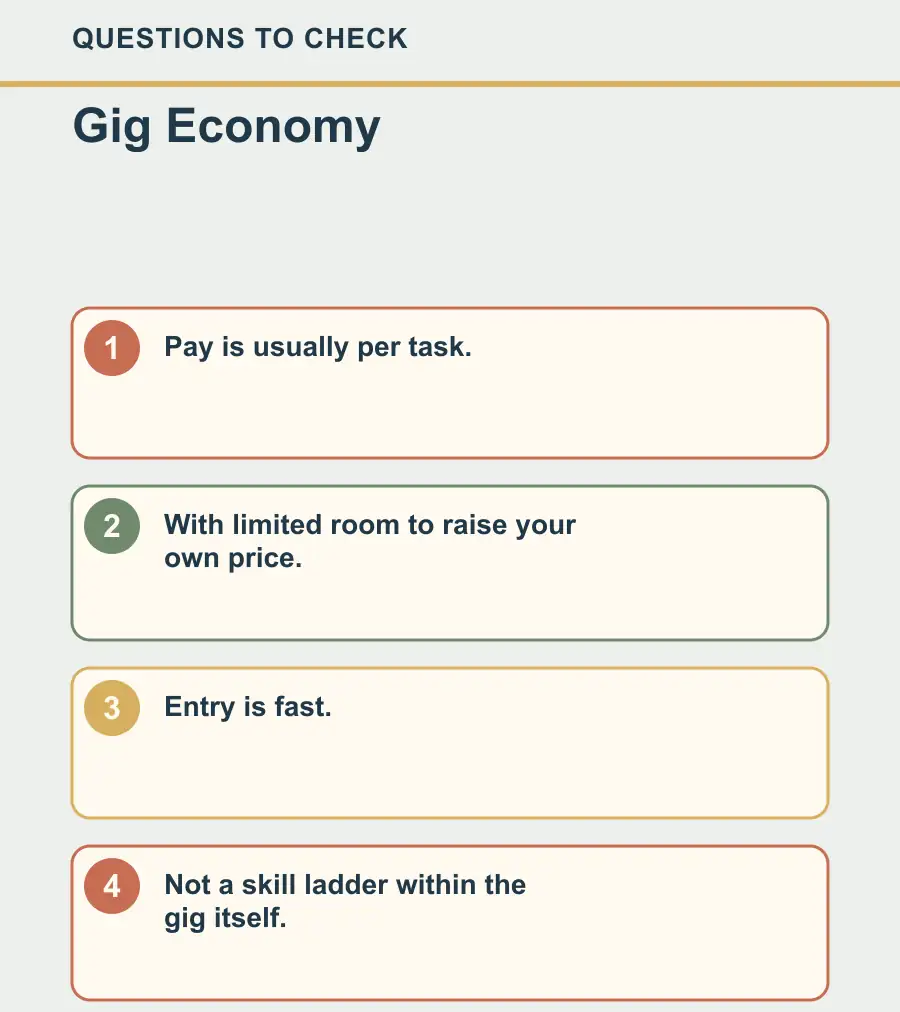 QUESTIONS TO CHECK
Gig Economy
1
Pay is usually per task.
2
With limited room to raise your
own price.
3
Entry is fast.
4
Not a skill ladder within the
gig itself.